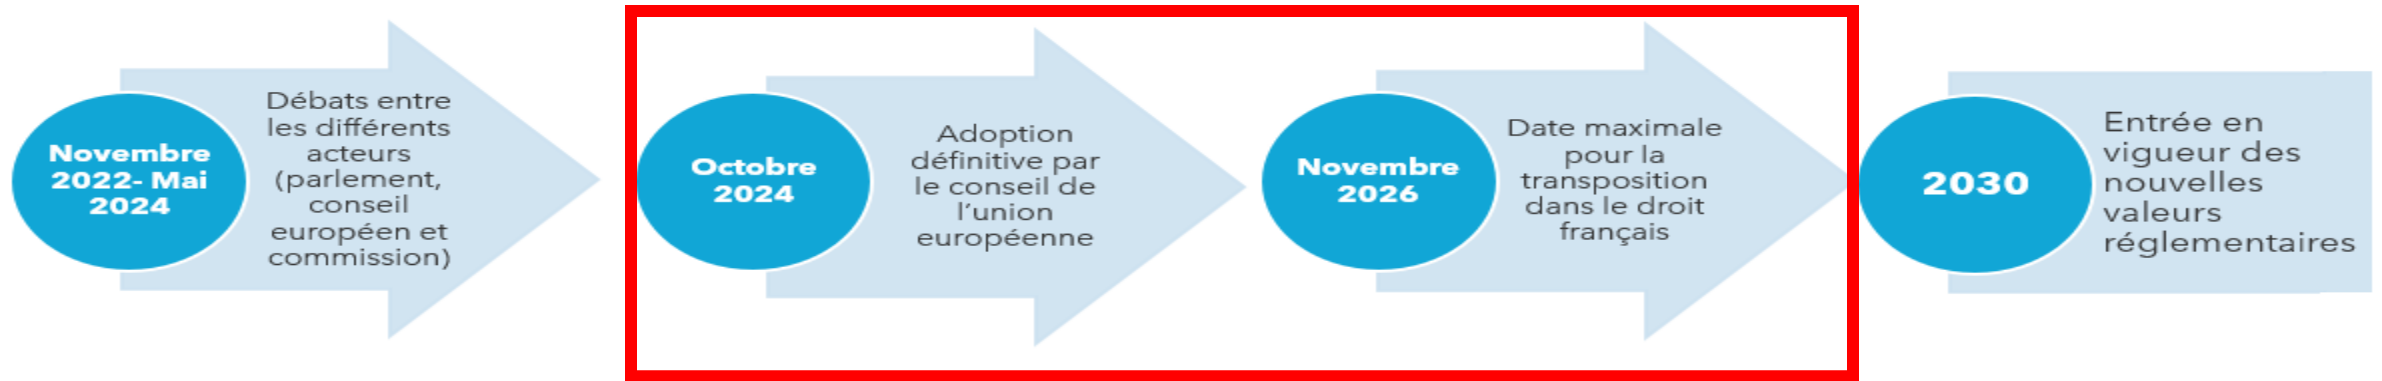 Novembre
2022- Mai
2024
Débats entre
les différents
acteurs
(parlement,
conseil
européen et
commission)
Octobre
2024
Adoption
définitive par
le conseil de
l'union
européenne
Novembre
2026
Date maximale
pour la
transposition
dans le droit
français
2030
Entrée en
vigueur des
nouvelles
valeurs
réglementaires